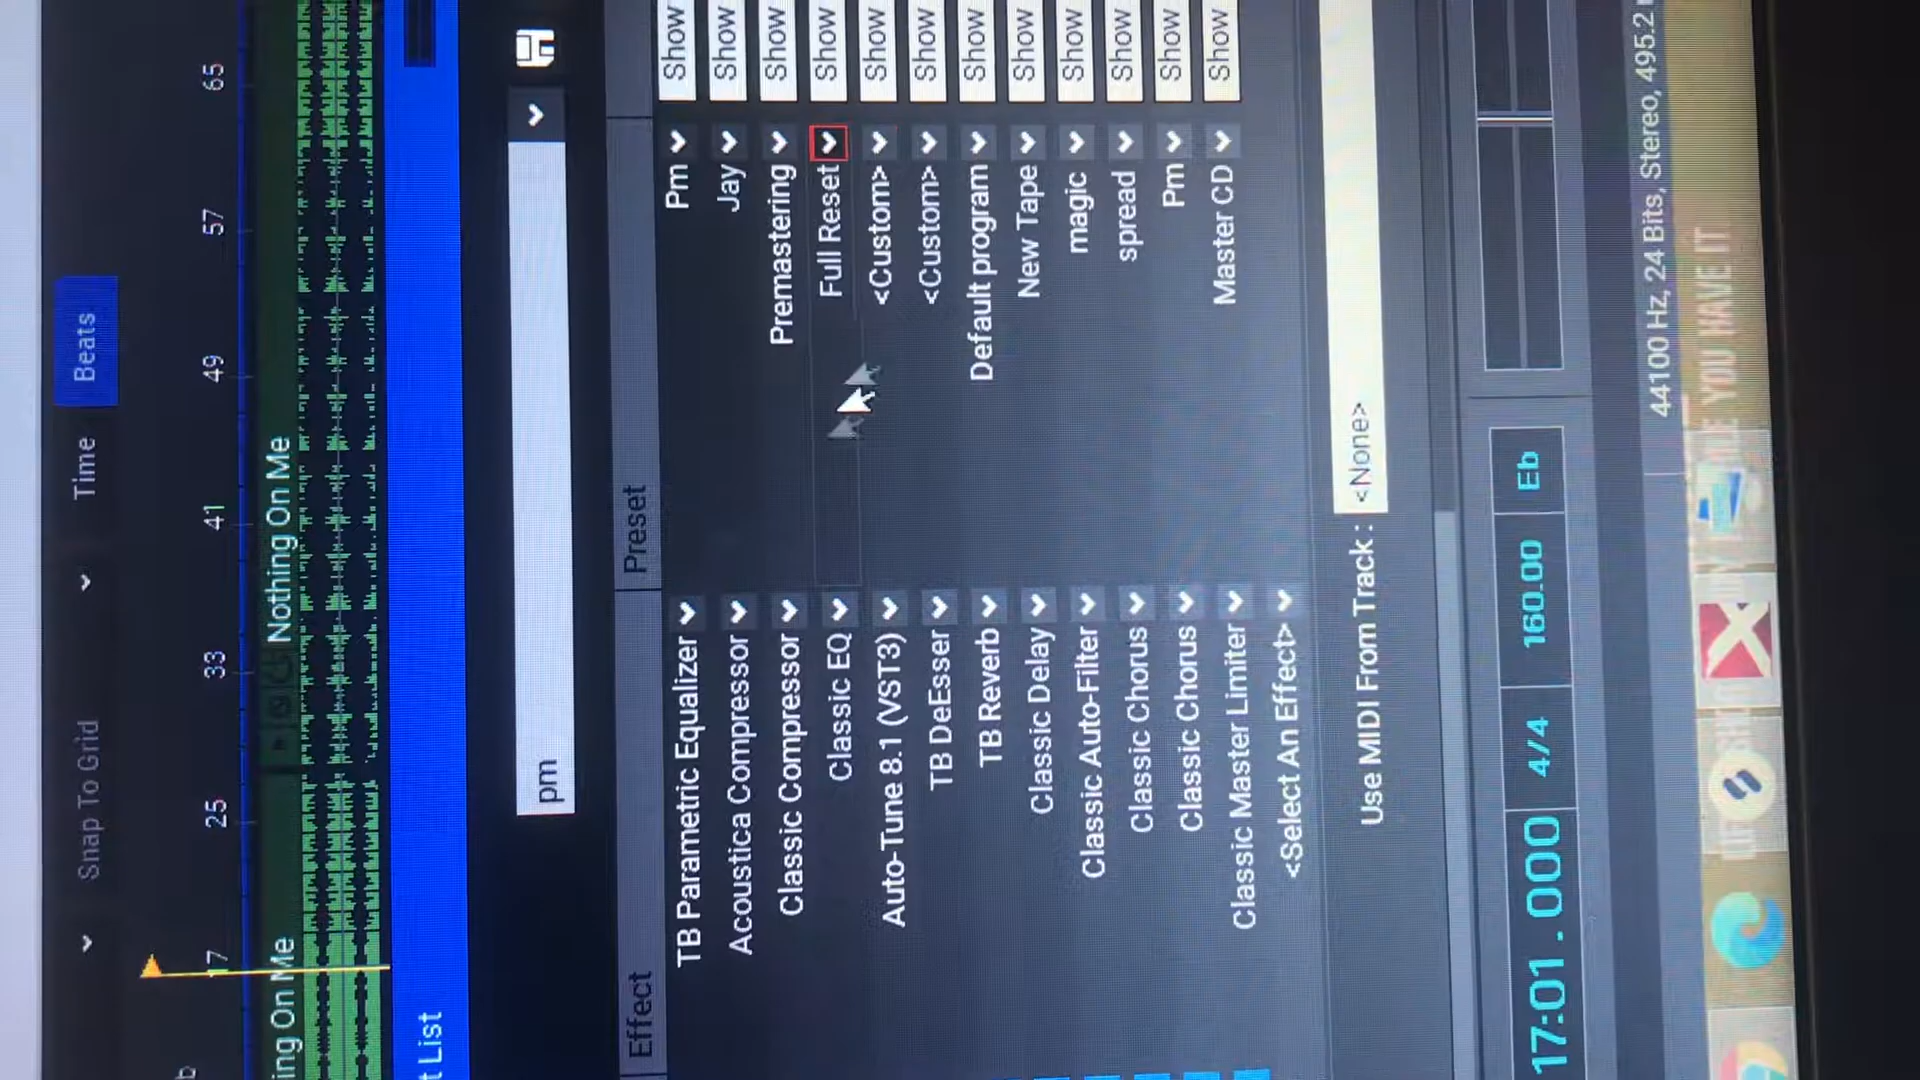 Snap To Grid Time Beats
17 25 33 41 49 57 65
ing On Me Nothing On Me
t List
pm
Effect Preset
TB Parametric Equalizer Pm Show
Acoustica Compressor Jay Show
Classic Compressor Premastering Show
Classic EQ Full Reset Show
Auto-Tune 8.1 (VST3) <Custom> Show
TB DeEsser <Custom> Show
TB Reverb Default program Show
Classic Delay New Tape Show
Classic Auto-Filter magic Show
Classic Chorus spread Show
Classic Chorus Pm Show
Classic Master Limiter Master CD Show
<Select An Effect>
Use MIDI From Track : <None>
17:01.000 4/4 160.00 Eb
44100 Hz, 24 Bits, Stereo, 495.2
YOU HAVE IT